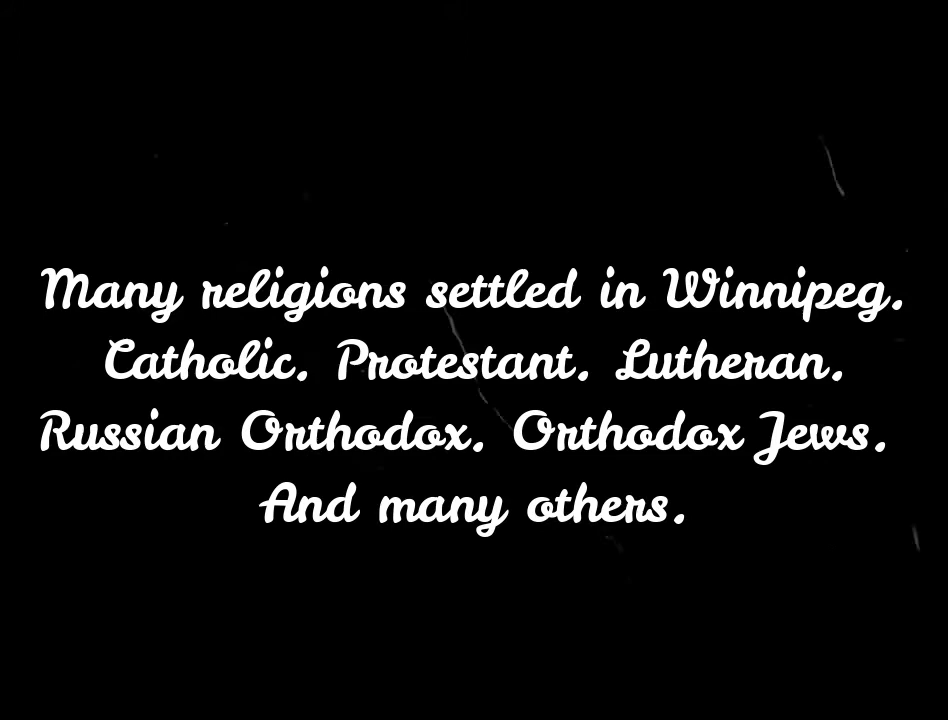 Many religions settled in Winnipeg.
Catholic. Protestant. Lutheran.
Russian Orthodox. Orthodox Jews.
And many others.